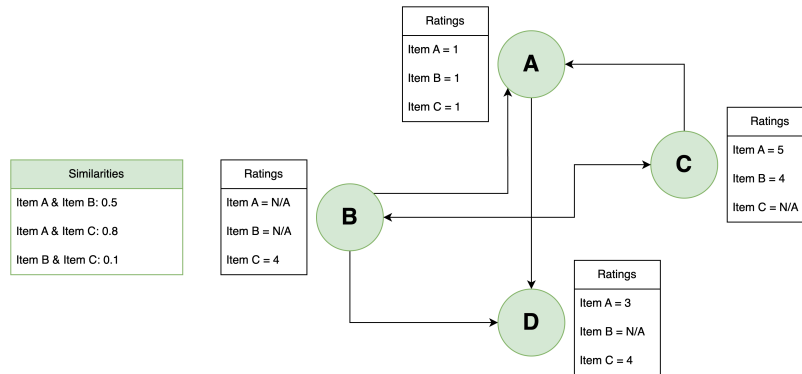 Ratings
Item A = 1
Item B = 1
Item C = 1
A
Ratings
Item A = 5
Item B = 4
Item C = N/A
C
Similarities
Item A & Item B: 0.5
Item A & Item C: 0.8
Item B & Item C: 0.1
Ratings
Item A = N/A
Item B = N/A
Item C = 4
B
D
Ratings
Item A = 3
Item B = N/A
Item C = 4